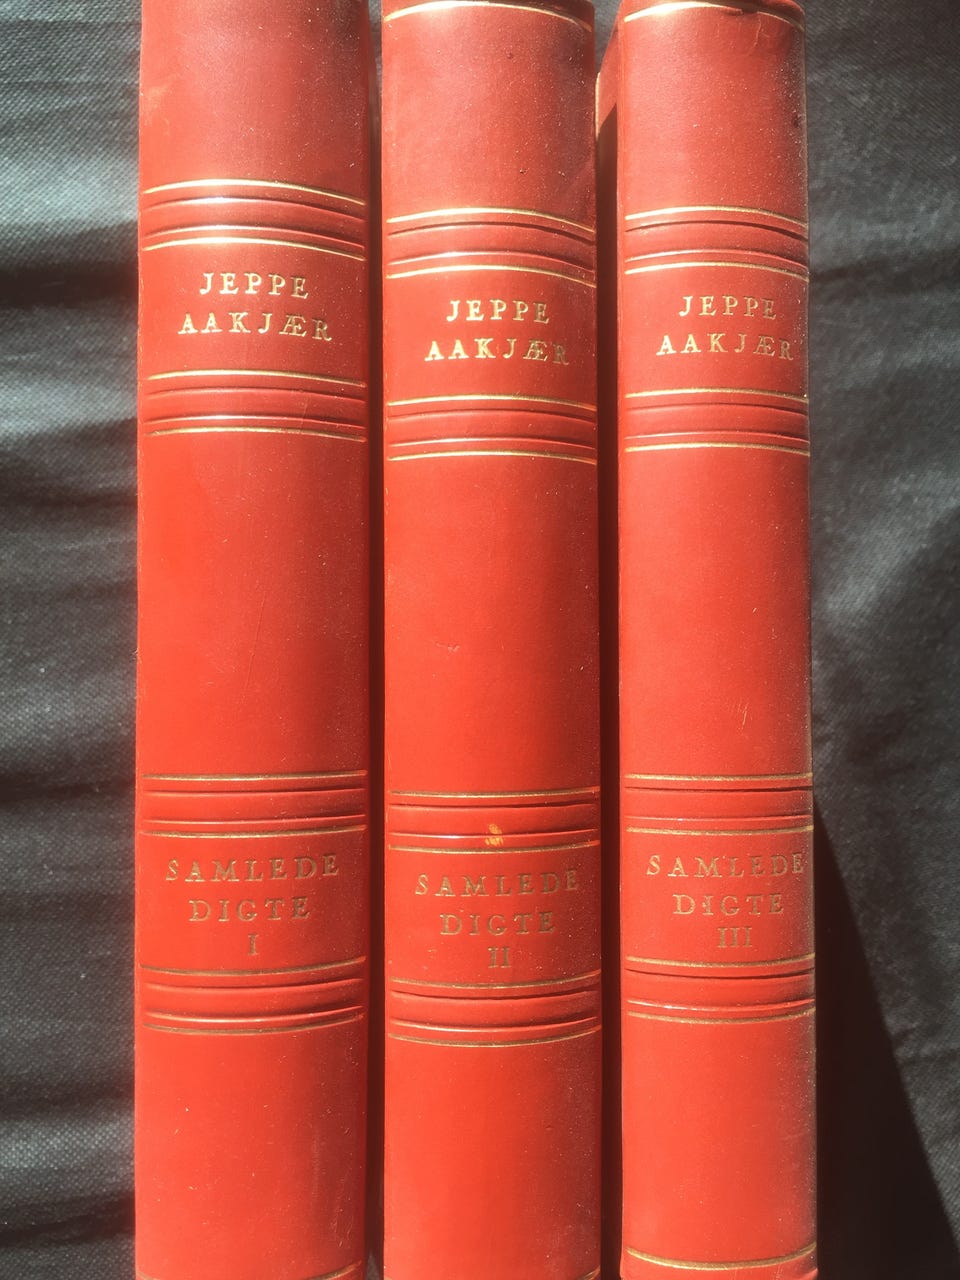 JEPPE
AAKJÆR
SAMLEDE
DIGTE
I
JEPPE
AAKJÆR
SAMLEDE
DIGTE
II
JEPPE
AAKJÆR
SAMLEDE
DIGTE
III